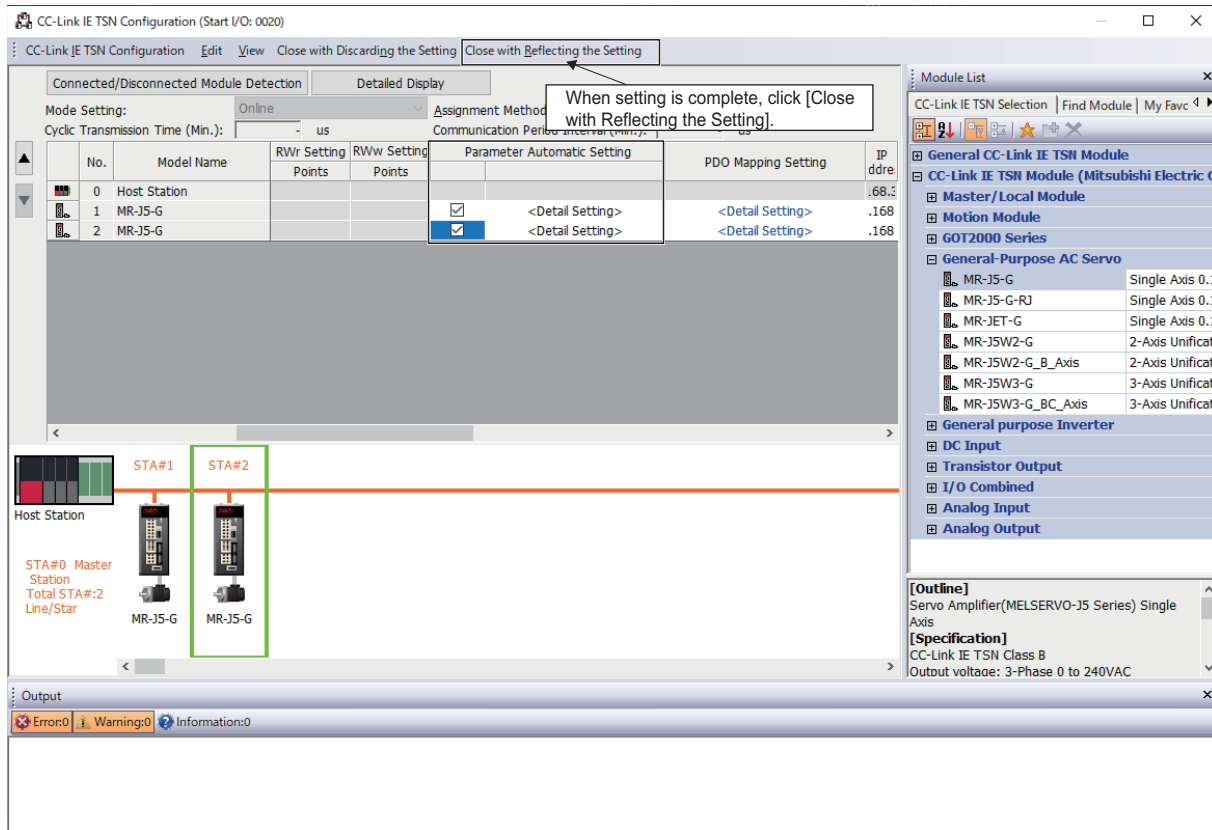 CC-Link IE TSN Configuration (Start I/O: 0020)
CC-Link IE TSN Configuration Edit View Close with Discarding the Setting Close with Reflecting the Setting
Connected/Disconnected Module Detection Detailed Display
When setting is complete, click [Close
with Reflecting the Setting].
Mode Setting: Online Assignment Method
Cyclic Transmission Time (Min.): - us Communication Period Interval (Min.): - us
No. Model Name RWr Setting RWw Setting Parameter Automatic Setting PDO Mapping Setting IP
Points Points ddre
0 Host Station .68.3
1 MR-J5-G <Detail Setting> <Detail Setting> .168
2 MR-J5-G <Detail Setting> <Detail Setting> .168
STA#1 STA#2
Host Station
STA#0 Master
Station
Total STA#:2
Line/Star
MR-J5-G MR-J5-G
Module List
CC-Link IE TSN Selection Find Module My Favc
General CC-Link IE TSN Module
CC-Link IE TSN Module (Mitsubishi Electric C
Master/Local Module
Motion Module
GOT2000 Series
General-Purpose AC Servo
MR-J5-G Single Axis 0.1
MR-J5-G-RJ Single Axis 0.1
MR-JET-G Single Axis 0.1
MR-J5W2-G 2-Axis Unificat
MR-J5W2-G_B_Axis 2-Axis Unificat
MR-J5W3-G 3-Axis Unificat
MR-J5W3-G_BC_Axis 3-Axis Unificat
General purpose Inverter
DC Input
Transistor Output
I/O Combined
Analog Input
Analog Output
[Outline]
Servo Amplifier(MELSERVO-J5 Series) Single
Axis
[Specification]
CC-Link IE TSN Class B
Output voltage: 3-Phase 0 to 240VAC
Output
Error:0 Warning:0 Information:0